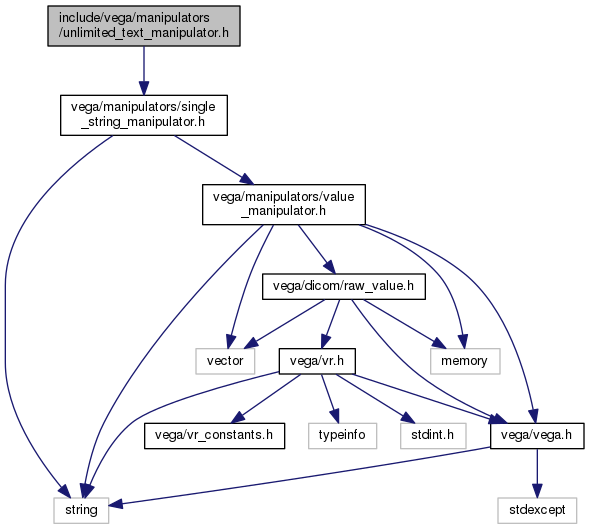 include/vega/manipulators
/unlimited_text_manipulator.h
vega/manipulators/single
_string_manipulator.h
vega/manipulators/value
_manipulator.h
vega/dicom/raw_value.h
vector
vega/vr.h
memory
vega/vr_constants.h
typeinfo
stdint.h
vega/vega.h
string
stdexcept